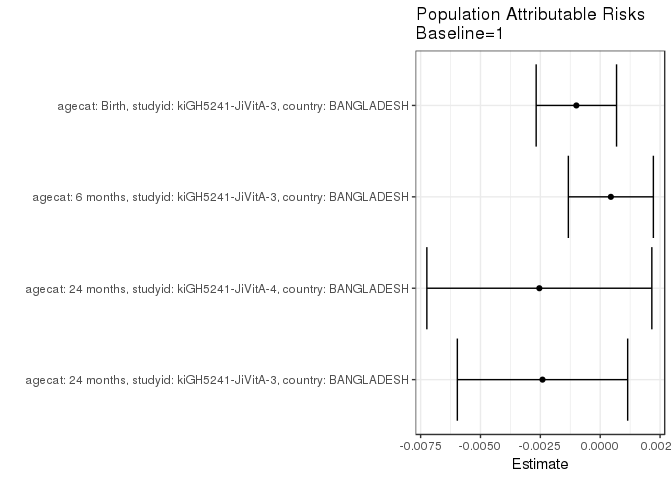 Population Attributable Risks
Baseline=1
agecat: Birth, studyid: kiGH5241-JiVitA-3, country: BANGLADESH
agecat: 6 months, studyid: kiGH5241-JiVitA-3, country: BANGLADESH
agecat: 24 months, studyid: kiGH5241-JiVitA-4, country: BANGLADESH
agecat: 24 months, studyid: kiGH5241-JiVitA-3, country: BANGLADESH
-0.0075 -0.0050 -0.0025 0.0000 0.002
Estimate